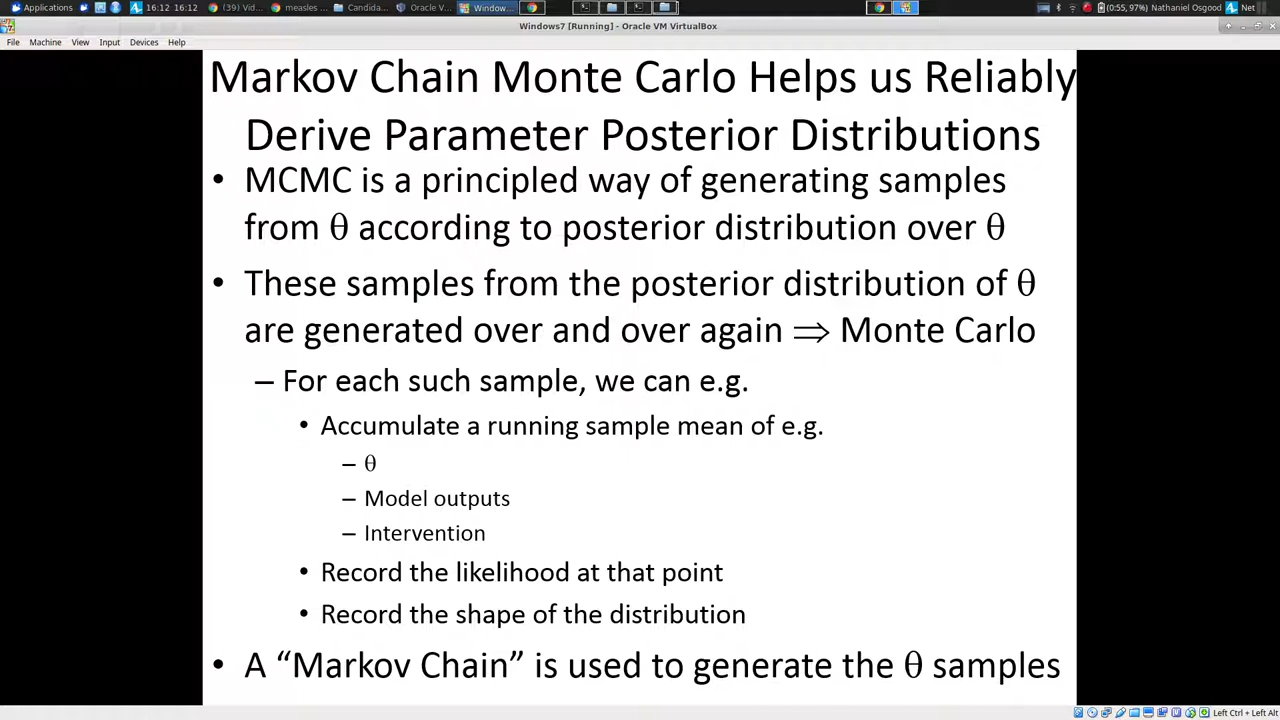 Applications 16:12 16:12 (39) Vid... measles ... Candida... Oracle V... Window... (0:55, 97%) Nathaniel Osgood Net
Windows7 [Running] - Oracle VM VirtualBox
File Machine View Input Devices Help
Markov Chain Monte Carlo Helps us Reliably
Derive Parameter Posterior Distributions
• MCMC is a principled way of generating samples
from θ according to posterior distribution over θ
• These samples from the posterior distribution of θ
are generated over and over again ⇒ Monte Carlo
– For each such sample, we can e.g.
• Accumulate a running sample mean of e.g.
– θ
– Model outputs
– Intervention
• Record the likelihood at that point
• Record the shape of the distribution
• A “Markov Chain” is used to generate the θ samples
Left Ctrl + Left Alt